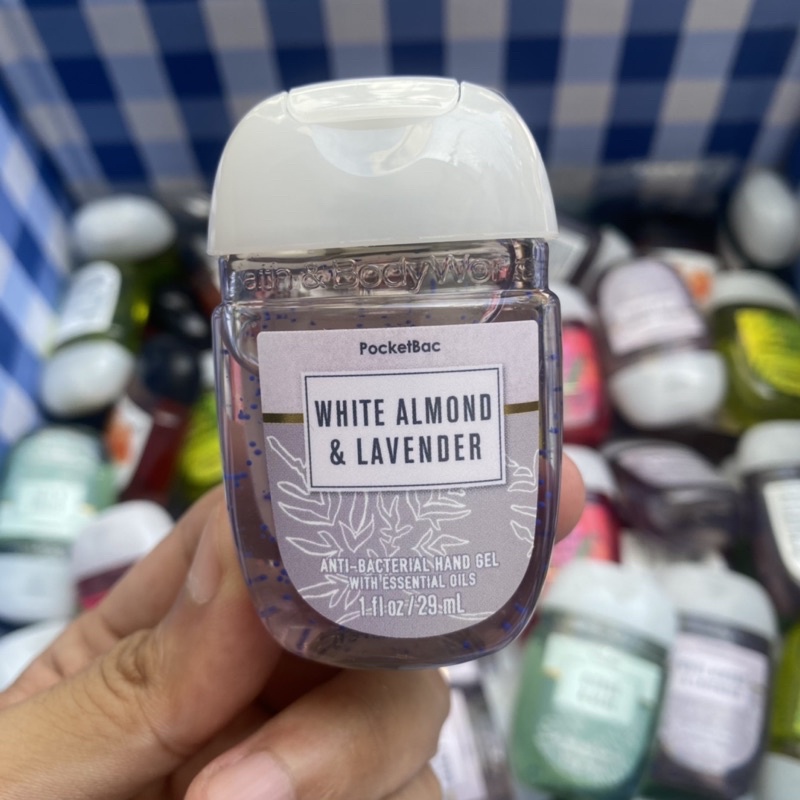 Bath & Body Works
PocketBac
WHITE ALMOND
& LAVENDER
ANTI-BACTERIAL HAND GEL
WITH ESSENTIAL OILS
1 fl oz / 29 mL